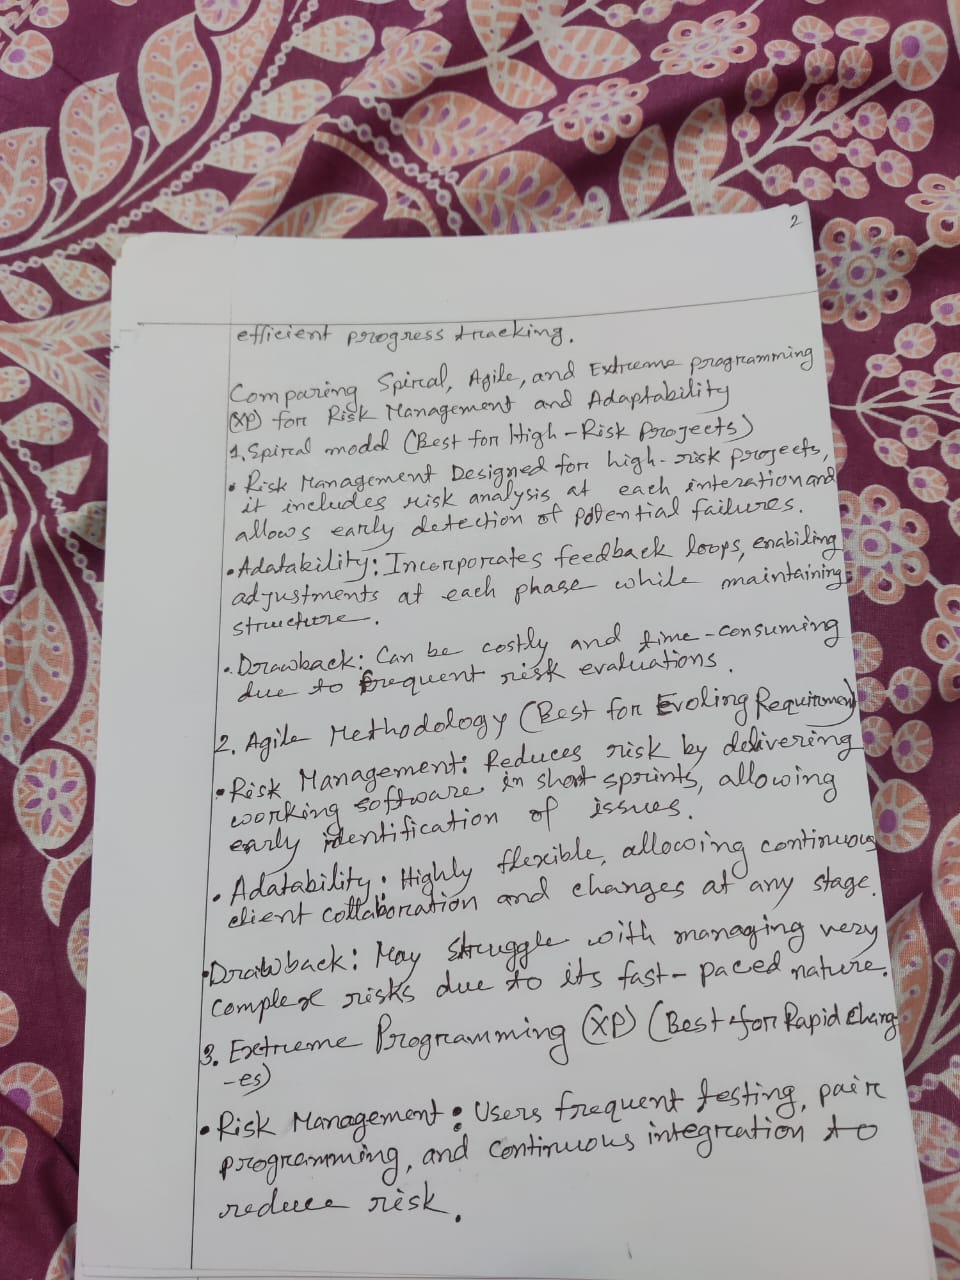 2
efficient progress tracking.
Comparing Spiral, Agile, and Extreme programming
(XP) for Risk Management and Adaptability
1. Spiral model (Best for High-Risk Projects)
• Risk Management Designed for high-risk projects,
it includes risk analysis at each interation and
allows early detection of potential failures.
• Adatability: Incorporates feedback loops, enabiling
adjustments at each phase while maintaining
structure.
• Drawback: Can be costly and time-consuming
due to frequent risk evaluations.
2. Agile Methodology (Best for Evoling Requirement)
• Risk Management: Reduces risk by delivering
working software in short sprints, allowing
early identification of issues.
• Adatability: Highly flexible, allowing continuous
client collaboration and changes at any stage.
• Drawback: May struggle with managing very
complex risks due to its fast-paced nature.
3. Extreme Programming (XP) (Best for Rapid Chang
-es)
• Risk Management: Users frequent testing, pair
programming, and continuous integration to
reduce risk.